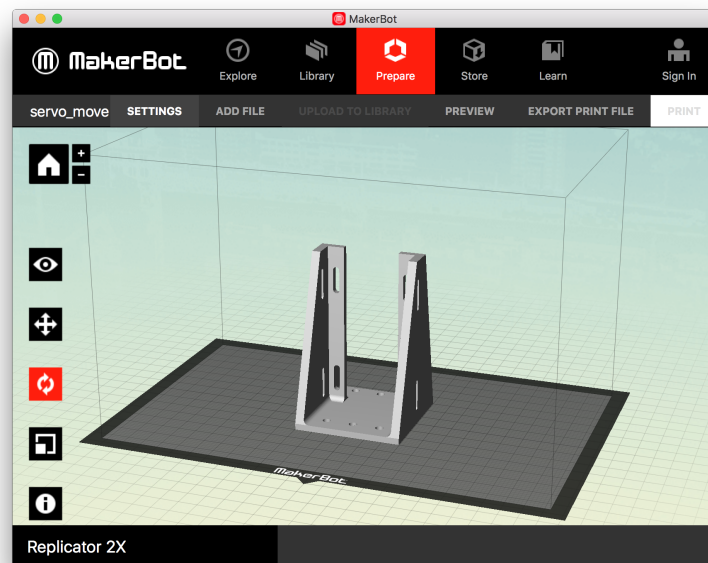 MakerBot
MakerBot
Explore
Library
Prepare
Store
Learn
Sign In
servo_move
SETTINGS
ADD FILE
UPLOAD TO LIBRARY
PREVIEW
EXPORT PRINT FILE
PRINT
+
-
MakerBot
Replicator 2X